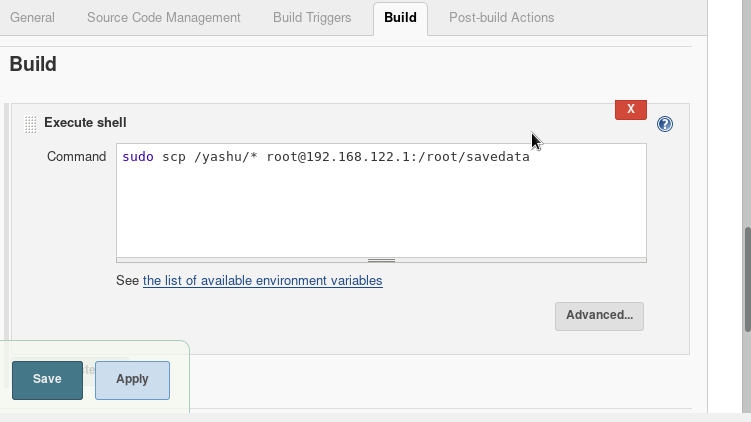 General Source Code Management Build Triggers Build Post-build Actions
Build
X
Execute shell
?
Command
sudo scp /yashu/* root@192.168.122.1:/root/savedata
See the list of available environment variables
Advanced...
Save Apply